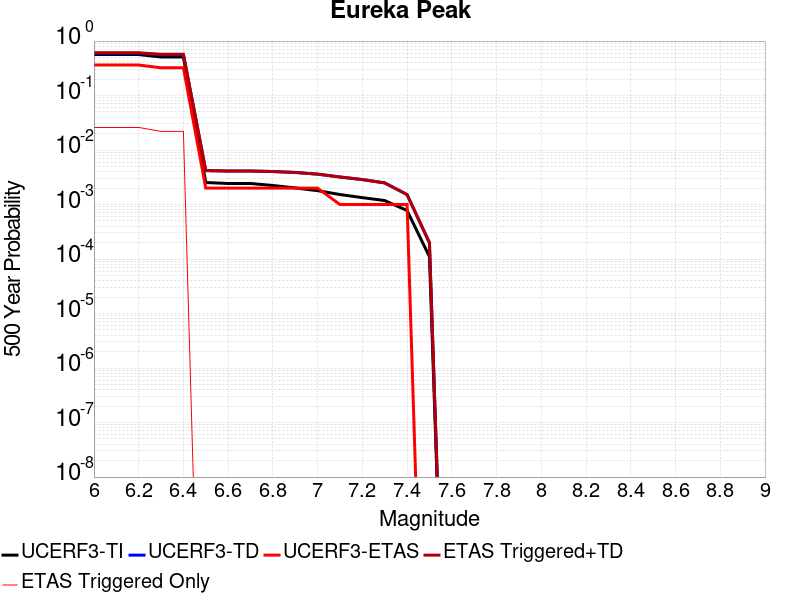 Eureka Peak
10^0
10^-1
10^-2
10^-3
10^-4
10^-5
10^-6
10^-7
10^-8
500 Year Probability
6 6.2 6.4 6.6 6.8 7 7.2 7.4 7.6 7.8 8 8.2 8.4 8.6 8.8 9
Magnitude
UCERF3-TI UCERF3-TD UCERF3-ETAS ETAS Triggered+TD
ETAS Triggered Only